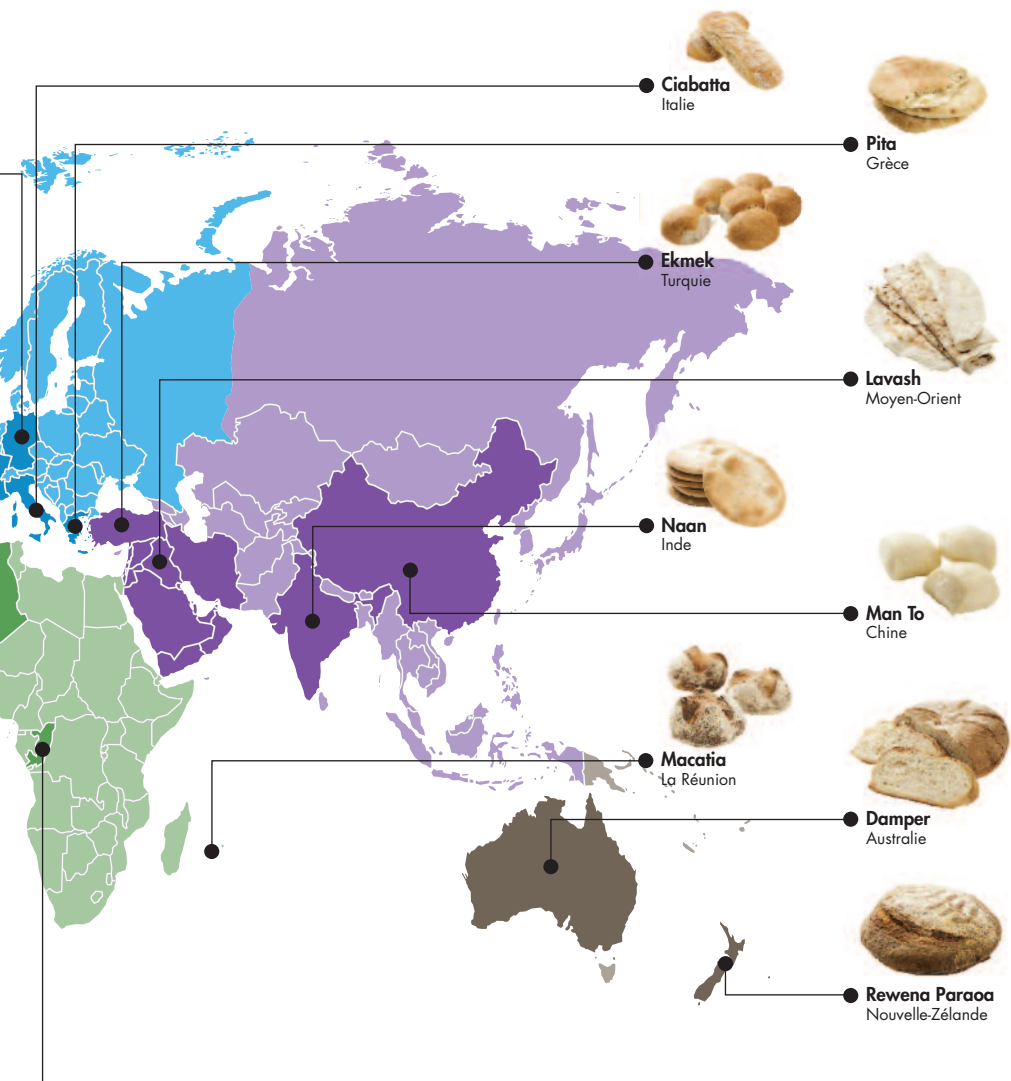 Ciabatta
Italie
Pita
Grèce
Ekmek
Turquie
Lavash
Moyen-Orient
Naan
Inde
Man To
Chine
Macatia
La Réunion
Damper
Australie
Rewena Paraoa
Nouvelle-Zélande